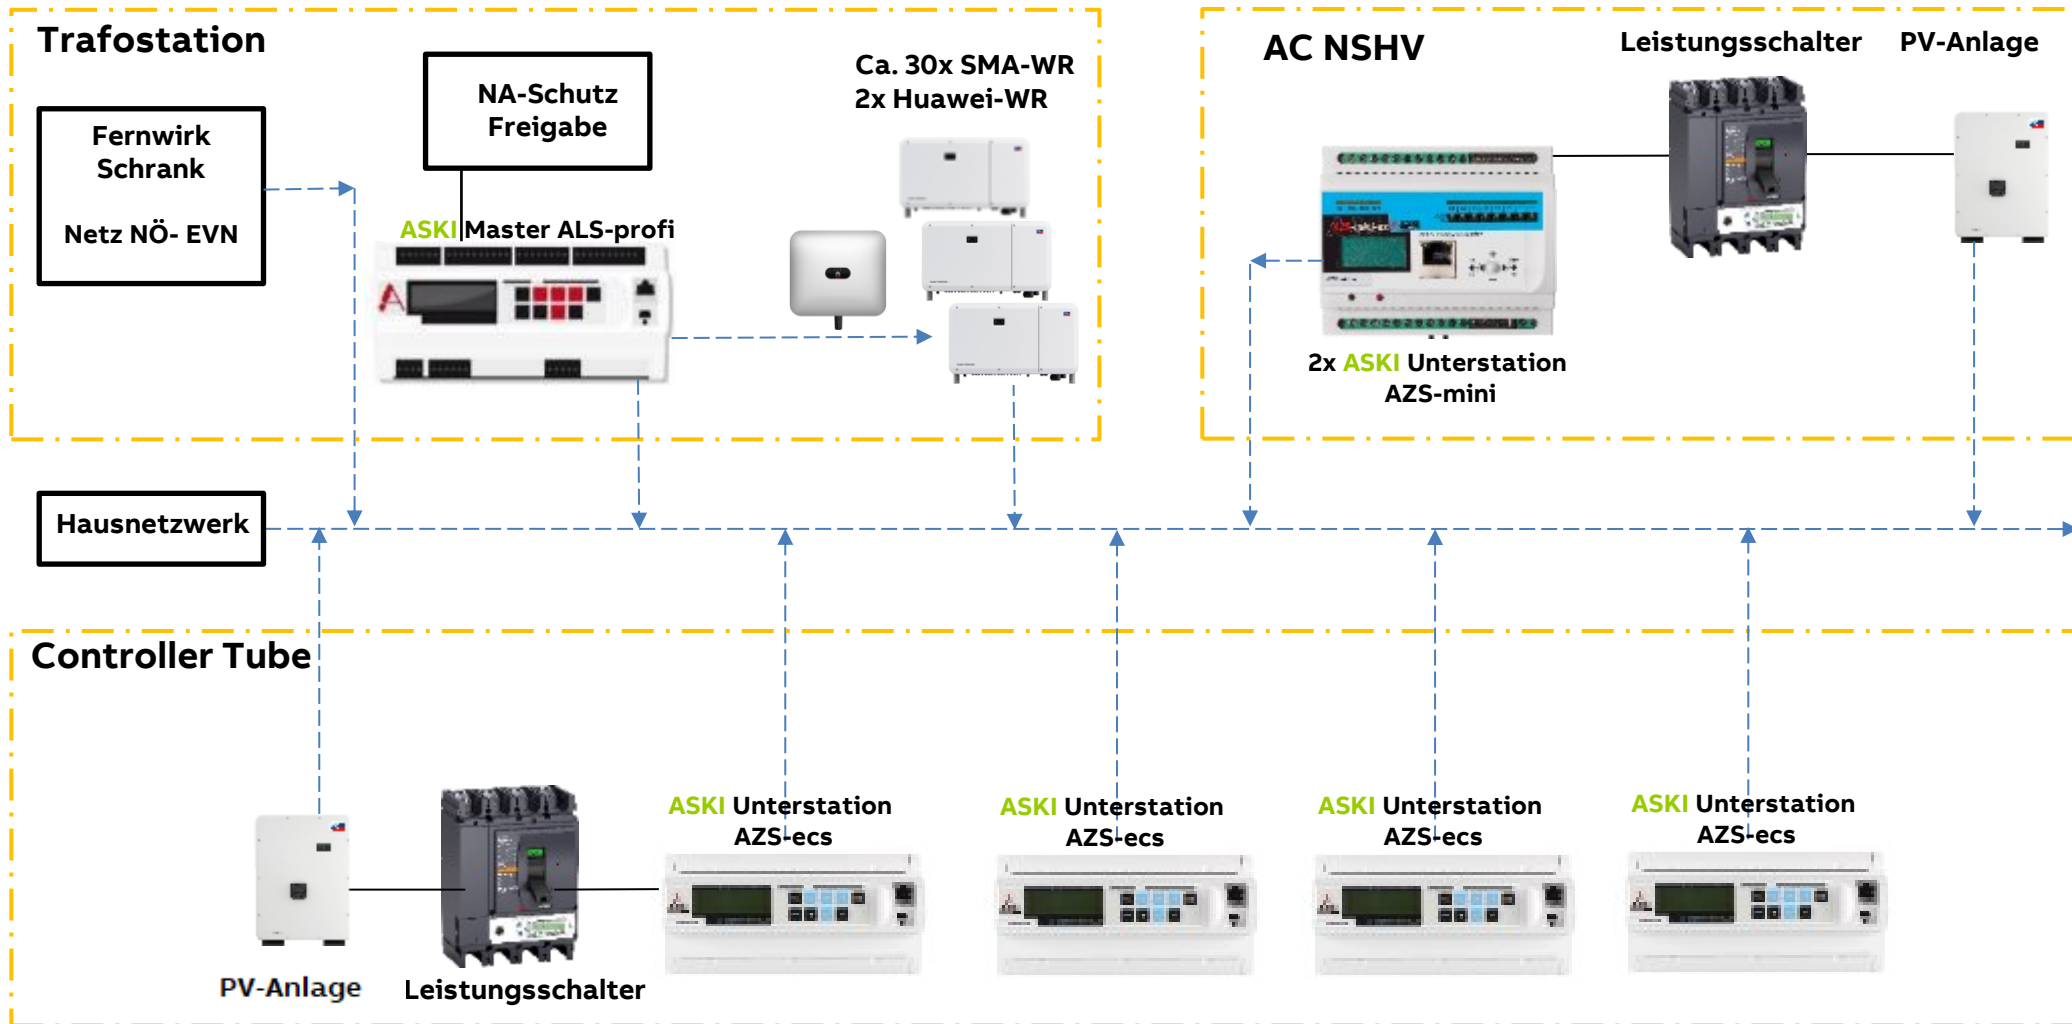 Trafostation
Fernwirk
Schrank
Netz NÖ- EVN
NA-Schutz
Freigabe
ASKI Master ALS-profi
Ca. 30x SMA-WR
2x Huawei-WR
AC NSHV
Leistungsschalter
PV-Anlage
2x ASKI Unterstation
AZS-mini
Hausnetzwerk
Controller Tube
PV-Anlage
Leistungsschalter
ASKI Unterstation
AZS-ecs
ASKI Unterstation
AZS-ecs
ASKI Unterstation
AZS-ecs
ASKI Unterstation
AZS-ecs